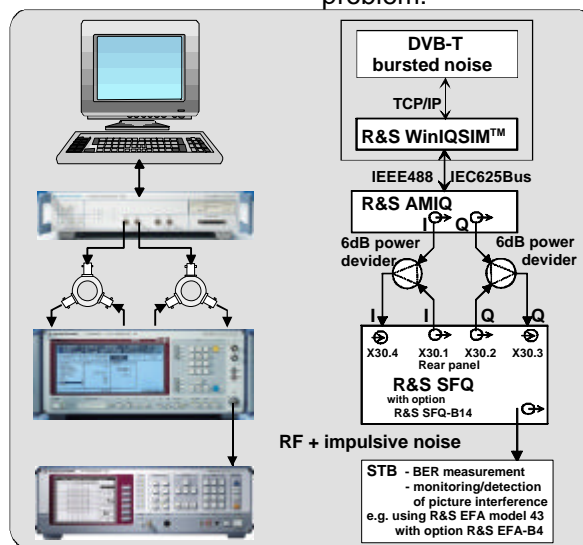 problem.
DVB-T
bursted noise
TCP/IP
R&S WinIQSIM™
IEEE488 IEC625Bus
R&S AMIQ
I Q
6dB power
devider
6dB power
devider
I I Q Q
X30.4 X30.1 X30.2 X30.3
Rear panel
R&S SFQ
with option
R&S SFQ-B14
RF + impulsive noise
STB - BER measurement
- monitoring/detection
of picture interference
e.g. using R&S EFA model 43
with option R&S EFA-B4